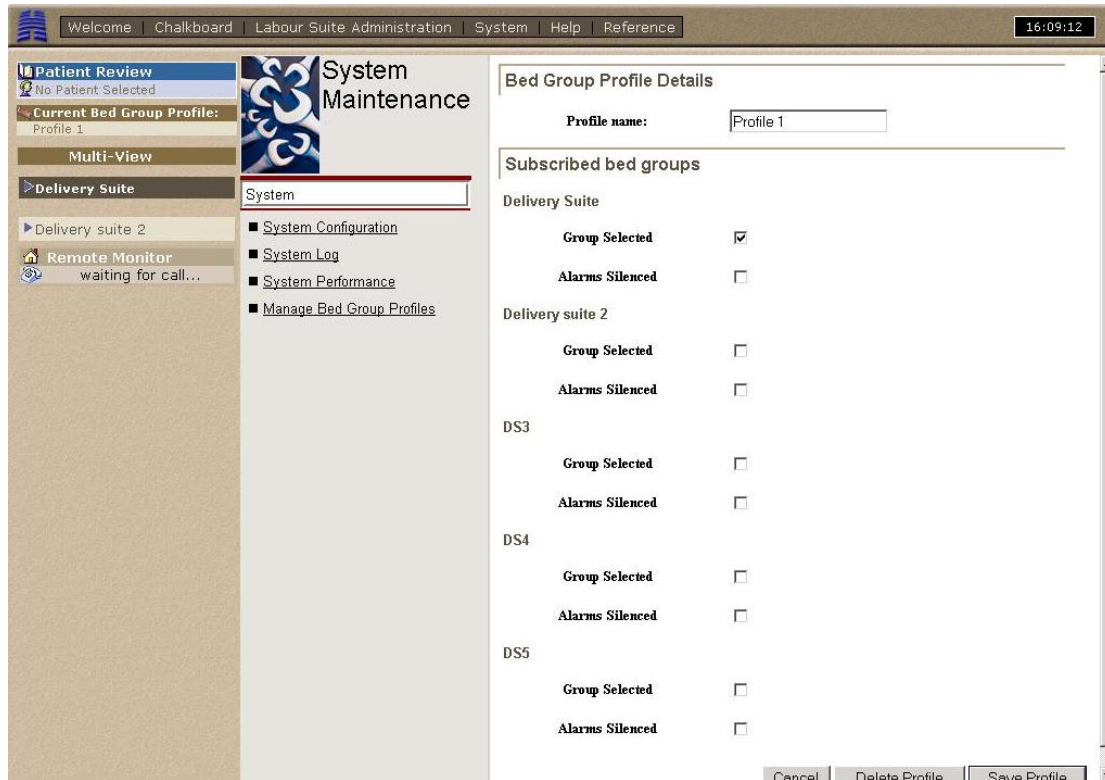 Welcome | Chalkboard | Labour Suite Administration | System | Help | Reference
16:09:12
Patient Review
No Patient Selected
Current Bed Group Profile:
Profile 1
Multi-View
Delivery Suite
Delivery suite 2
Remote Monitor
waiting for call...
System
Maintenance
System
System Configuration
System Log
System Performance
Manage Bed Group Profiles
Bed Group Profile Details
Profile name: Profile 1
Subscribed bed groups
Delivery Suite
Group Selected
Alarms Silenced
Delivery suite 2
Group Selected
Alarms Silenced
DS3
Group Selected
Alarms Silenced
DS4
Group Selected
Alarms Silenced
DS5
Group Selected
Alarms Silenced
Cancel Delete Profile Save Profile